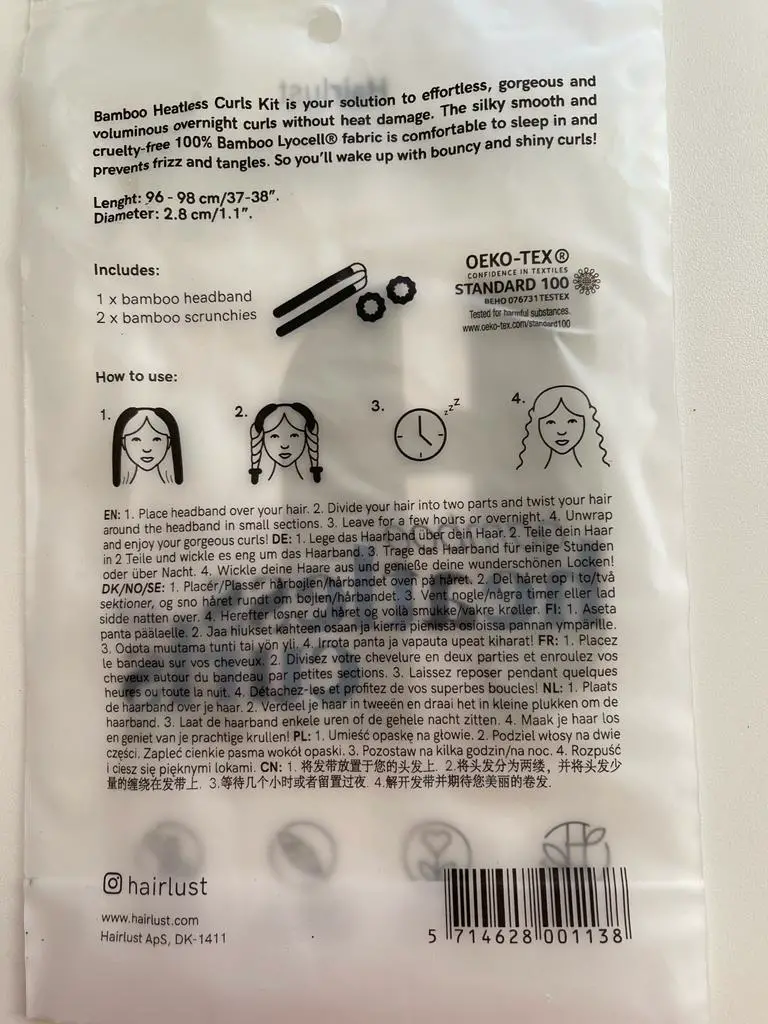 Bamboo Heatless Curls Kit is your solution to effortless, gorgeous and
voluminous overnight curls without heat damage. The silky smooth and
cruelty-free 100% Bamboo Lyocell® fabric is comfortable to sleep in and
prevents frizz and tangles. So you'll wake up with bouncy and shiny curls!
Lenght: 96 - 98 cm/37-38".
Diameter: 2.8 cm/1.1".
Includes:
1 x bamboo headband
2 x bamboo scrunchies
OEKO-TEX®
CONFIDENCE IN TEXTILES
STANDARD 100
BEHO 076731 TESTEX
Tested for harmful substances.
www.oeko-tex.com/standard100
How to use:
1.
2.
3.
zzz
4.
EN: 1. Place headband over your hair. 2. Divide your hair into two parts and twist your hair
around the headband in small sections. 3. Leave for a few hours or overnight. 4. Unwrap
and enjoy your gorgeous curls! DE: 1. Lege das Haarband über dein Haar. 2. Teile dein Haar
in 2 Teile und wickle es eng um das Haarband. 3. Trage das Haarband für einige Stunden
oder über Nacht. 4. Wickle deine Haare aus und genieße deine wunderschönen Locken!
DK/NO/SE: 1. Placér/Plasser hårbøjlen/hårbandet oven på håret. 2. Del håret op i to/två
sektioner, og sno håret rundt om bøjlen/hårbandet. 3. Vent nogle/några timer eller lad
sidde natten over. 4. Herefter løsner du håret og voilà smukke/vakre krøller. FI: 1. Aseta
panta päälaelle. 2. Jaa hiukset kahteen osaan ja kierrä pienissä osioissa pannan ympärille.
3. Odota muutama tunti tai yön yli. 4. Irrota panta ja vapauta upeat kiharat! FR: 1. Placez
le bandeau sur vos cheveux. 2. Divisez votre chevelure en deux parties et enroulez vos
cheveux autour du bandeau par petites sections. 3. Laissez reposer pendant quelques
heures ou toute la nuit. 4. Détachez-les et profitez de vos superbes boucles! NL: 1. Plaats
de haarband over je haar. 2. Verdeel je haar in tweeën en draai het in kleine plukken om de
haarband. 3. Laat de haarband enkele uren of de gehele nacht zitten. 4. Maak je haar los
en geniet van je prachtige krullen! PL: 1. Umieść opaskę na głowie. 2. Podziel włosy na dwie
części. Zapleć cienkie pasma wokół opaski. 3. Pozostaw na kilka godzin/na noc. 4. Rozpuść
i ciesz się pięknymi lokami. CN: 1. 将发带放置于您的头发上. 2.将头发分为两缕，并将头发少
量的缠绕在发带上. 3.等待几个小时或者留置过夜. 4.解开发带并期待您美丽的卷发.
hairlust
www.hairlust.com
Hairlust ApS, DK-1411
5 714628 001138